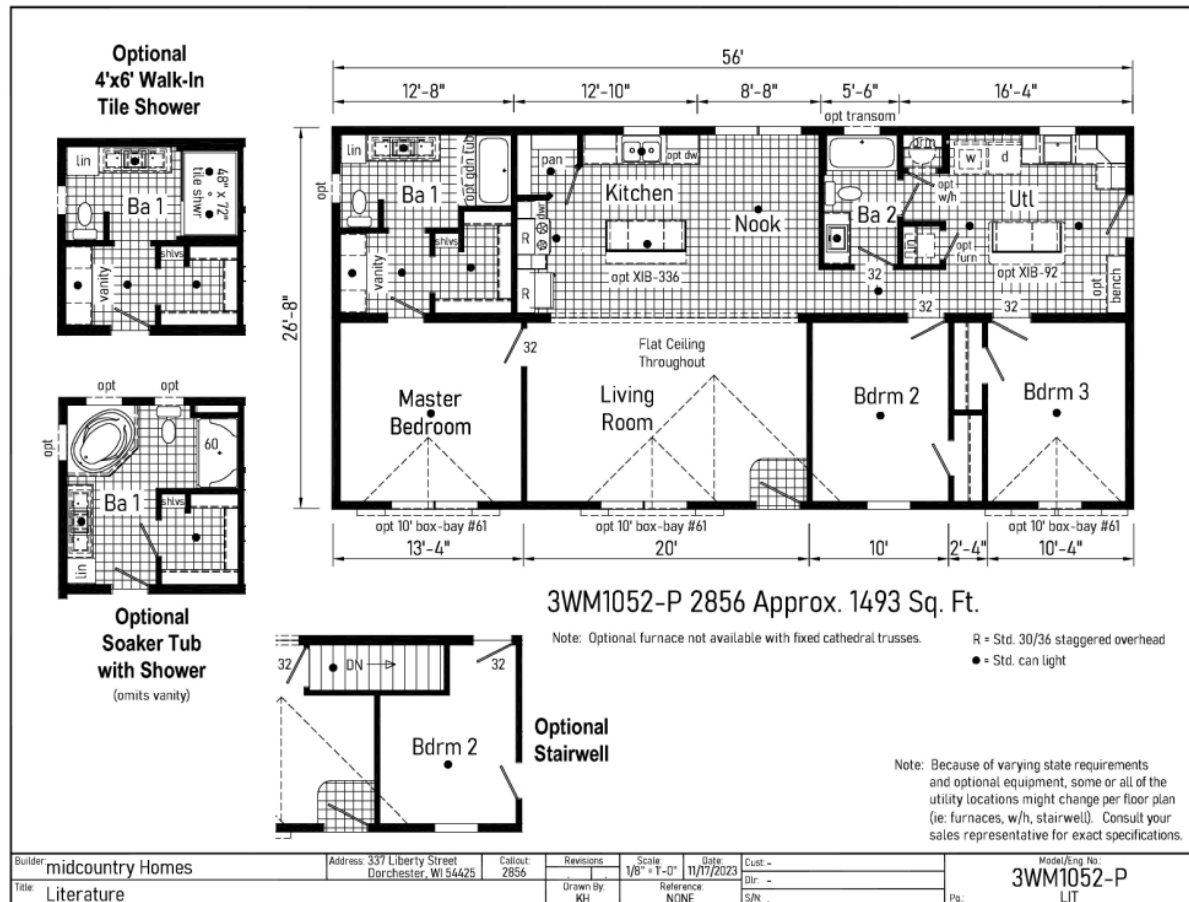 Optional
4'x6' Walk-In
Tile Shower
lin
48" x 72"
tile shwr
Ba 1
shlvs
vanity
opt
opt
opt
60
Ba 1
shlvs
lin
opt
Optional
Soaker Tub
with Shower
(omits vanity)
56'
12'-8"
12'-10"
8'-8"
5'-6"
16'-4"
opt transom
26'-8"
opt
lin
opt gdn tub
Ba 1
shlvs
vanity
pan
opt dw
Kitchen
dwr
R
R
opt XIB-336
Nook
Ba 2
32
opt
w/h
w
d
Utl
opt
furn
opt XIB-92
opt
bench
32
32
32
Flat Ceiling
Throughout
Master
Bedroom
Living
Room
Bdrm 2
Bdrm 3
opt 10' box-bay #61
opt 10' box-bay #61
opt 10' box-bay #61
13'-4"
20'
10'
2'-4"
10'-4"
3WM1052-P 2856 Approx. 1493 Sq. Ft.
Note: Optional furnace not available with fixed cathedral trusses.
R = Std. 30/36 staggered overhead
● = Std. can light
32
DN
32
Bdrm 2
Optional
Stairwell
Note: Because of varying state requirements
and optional equipment, some or all of the
utility locations might change per floor plan
(ie: furnaces, w/h, stairwell). Consult your
sales representative for exact specifications.
Builder: midcountry Homes
Address: 337 Liberty Street
Dorchester, WI 54425
Callout:
2856
Revisions
Scale:
1/8" = 1'-0"
Date:
11/17/2023
Cust: -
Dlr: -
S/N: .
Model/Eng. No.:
3WM1052-P
Title: Literature
Drawn By:
KH
Reference:
NONE
Pg.: LIT